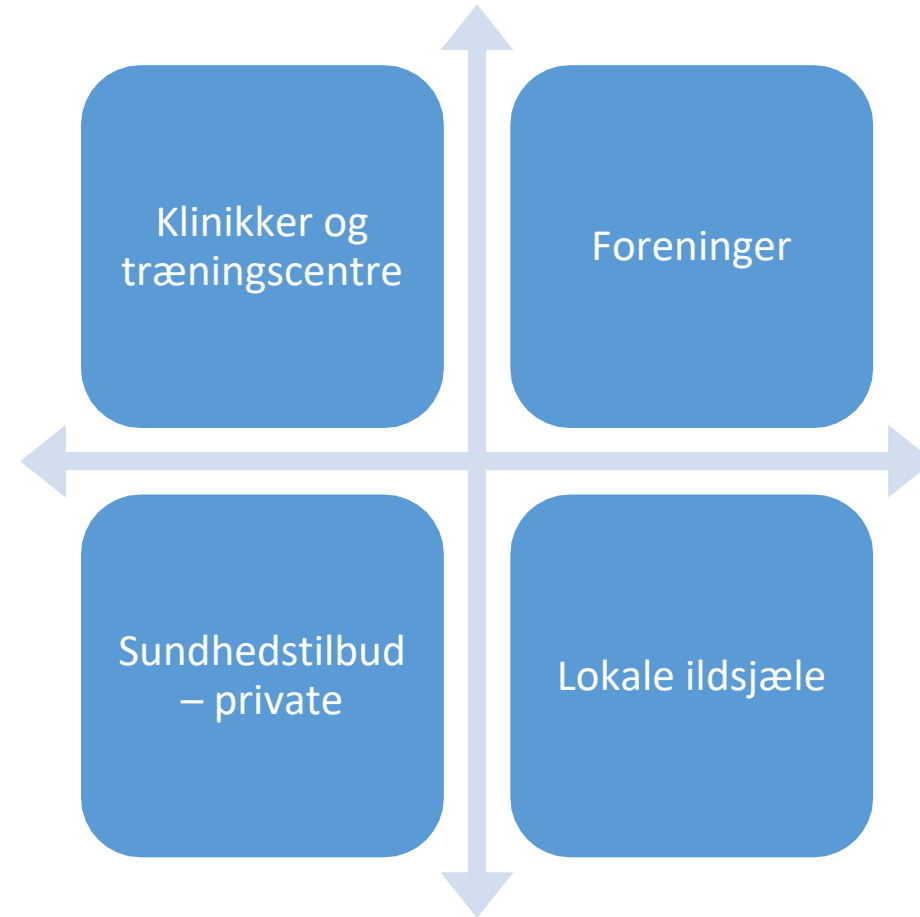 Klinikker og
træningscentre
Foreninger
Sundhedstilbud
– private
Lokale ildsjæle